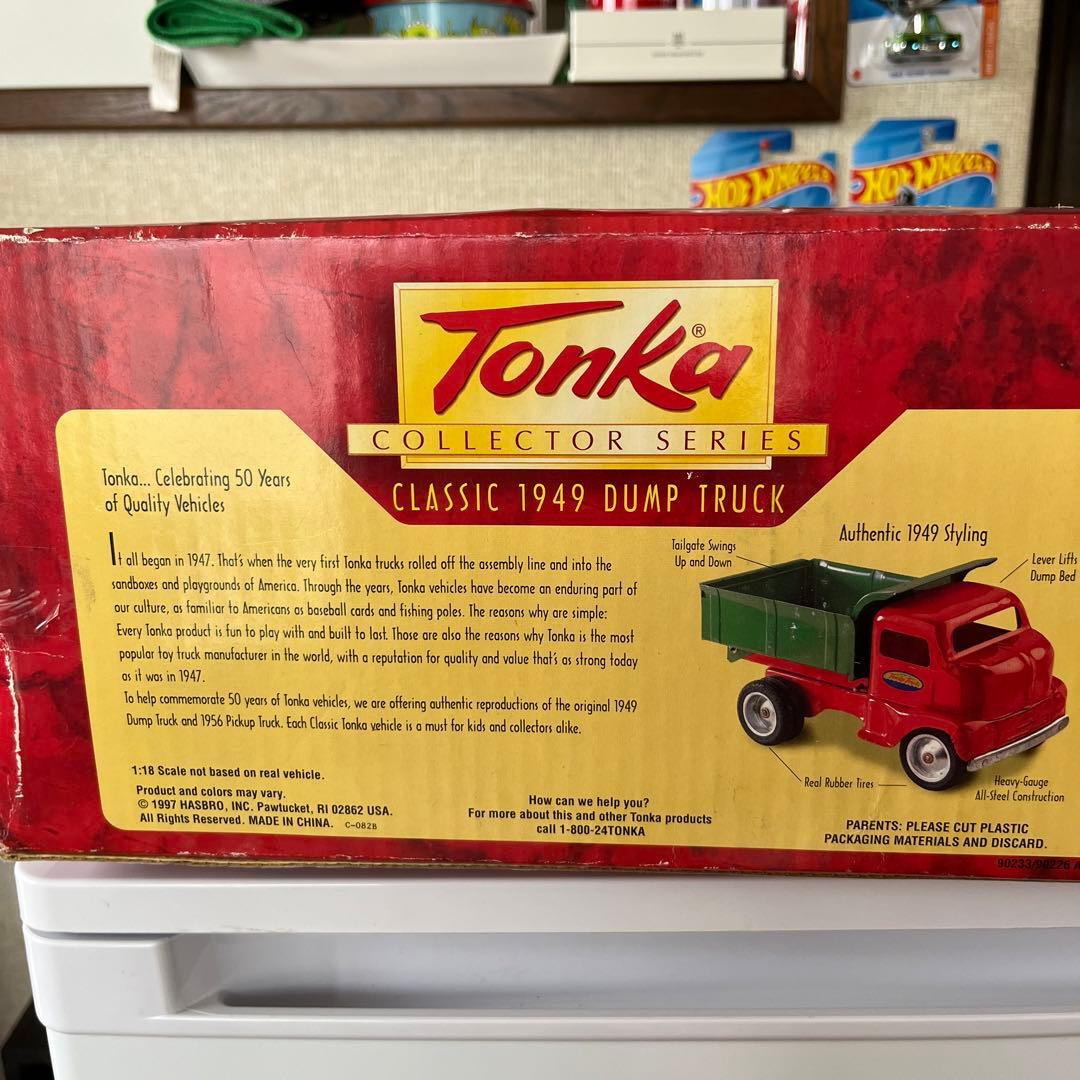 HOT WHEELS
HOT WHEELS
Tonka®
COLLECTOR SERIES
CLASSIC 1949 DUMP TRUCK
Tonka... Celebrating 50 Years
of Quality Vehicles
It all began in 1947. That's when the very first Tonka trucks rolled off the assembly line and into the
sandboxes and playgrounds of America. Through the years, Tonka vehicles have become an enduring part of
our culture, as familiar to Americans as baseball cards and fishing poles. The reasons why are simple:
Every Tonka product is fun to play with and built to last. Those are also the reasons why Tonka is the most
popular toy truck manufacturer in the world, with a reputation for quality and value that's as strong today
as it was in 1947.
To help commemorate 50 years of Tonka vehicles, we are offering authentic reproductions of the original 1949
Dump Truck and 1956 Pickup Truck. Each Classic Tonka vehicle is a must for kids and collectors alike.
1:18 Scale not based on real vehicle.
Product and colors may vary.
© 1997 HASBRO, INC. Pawtucket, RI 02862 USA.
All Rights Reserved. MADE IN CHINA. C-082B
How can we help you?
For more about this and other Tonka products
call 1-800-24TONKA
Authentic 1949 Styling
Tailgate Swings
Up and Down
Lever Lifts
Dump Bed
Real Rubber Tires
Heavy-Gauge
All-Steel Construction
PARENTS: PLEASE CUT PLASTIC
PACKAGING MATERIALS AND DISCARD.
90233/90226